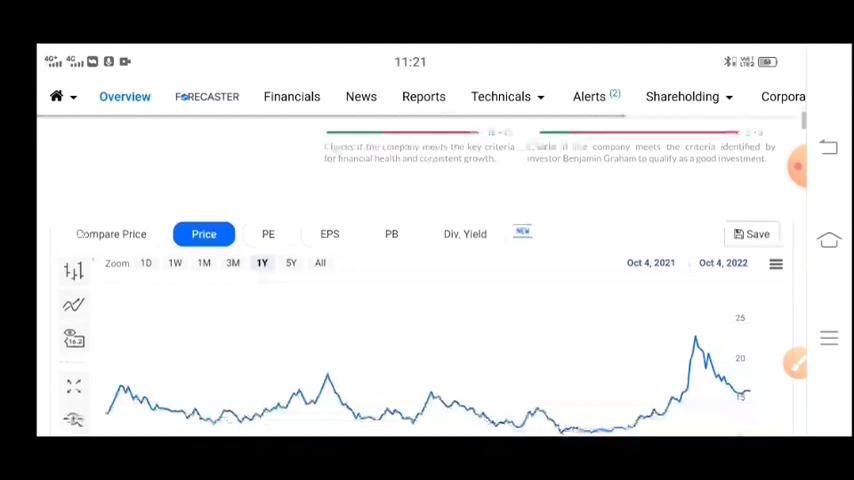 11:21
Overview FORECASTER Financials News Reports Technicals Alerts (2) Shareholding Corpora
if the company meets the key criteria
for financial health and consistent growth.
if the company meets the criteria identified by
investor Benjamin Graham to qualify as a good investment.
Compare Price Price PE EPS PB Div. Yield NEW Save
Zoom 1D 1W 1M 3M 1Y 5Y All Oct 4, 2021 Oct 4, 2022
25
20
15